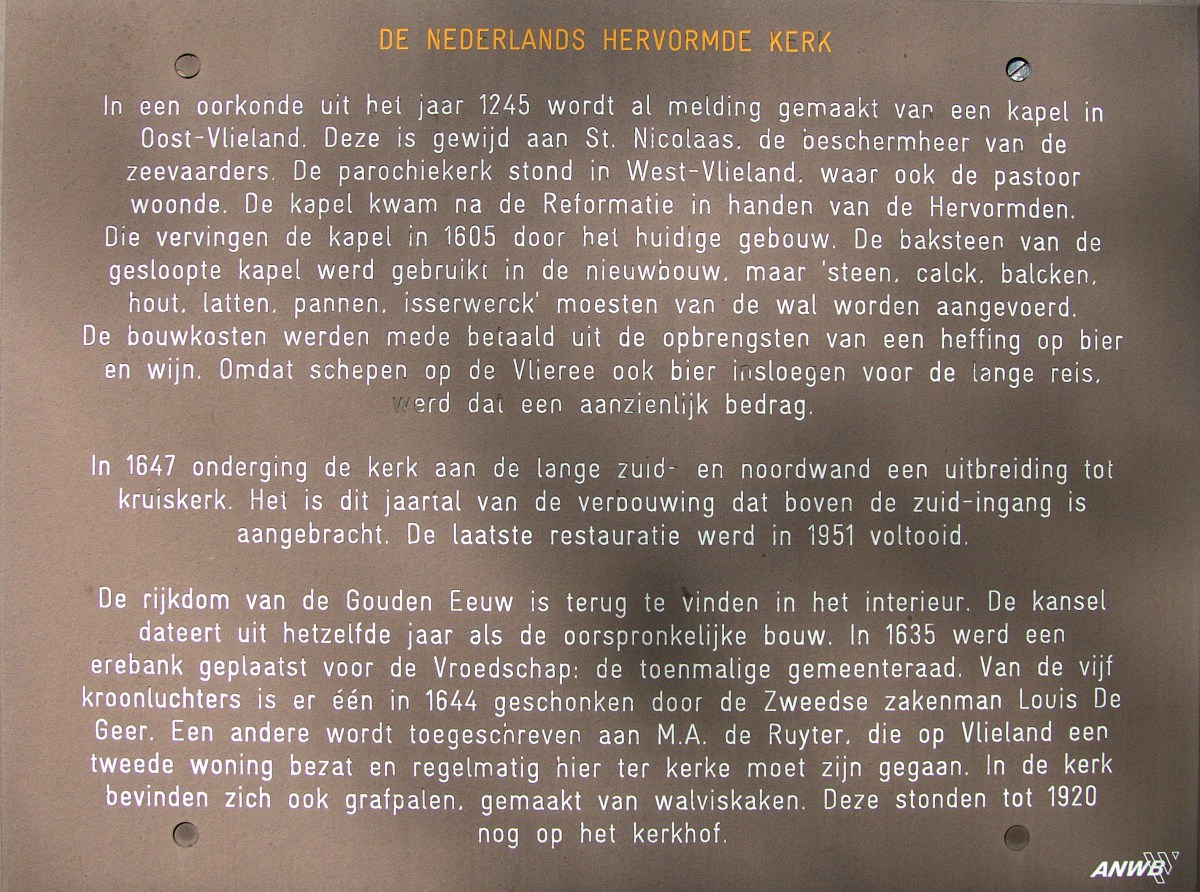 DE NEDERLANDS HERVORMDE KERK
In een oorkonde uit het jaar 1245 wordt al melding gemaakt van een kapel in
Oost-Vlieland. Deze is gewijd aan St. Nicolaas, de beschermheer van de
zeevaarders. De parochiekerk stond in West-Vlieland, waar ook de pastoor
woonde. De kapel kwam na de Reformatie in handen van de Hervormden.
Die vervingen de kapel in 1605 door het huidige gebouw. De baksteen van de
gesloopte kapel werd gebruikt in de nieuwbouw, maar 'steen, calck, balcken,
hout, latten, pannen, isserwerck' moesten van de wal worden aangevoerd.
De bouwkosten werden mede betaald uit de opbrengsten van een heffing op bier
en wijn. Omdat schepen op de Vlieree ook bier insloegen voor de lange reis,
werd dat een aanzienlijk bedrag.
In 1647 onderging de kerk aan de lange zuid- en noordwand een uitbreiding tot
kruiskerk. Het is dit jaartal van de verbouwing dat boven de zuid-ingang is
aangebracht. De laatste restauratie werd in 1951 voltooid.
De rijkdom van de Gouden Eeuw is terug te vinden in het interieur. De kansel
dateert uit hetzelfde jaar als de oorspronkelijke bouw. In 1635 werd een
erebank geplaatst voor de Vroedschap: de toenmalige gemeenteraad. Van de vijf
kroonluchters is er één in 1644 geschonken door de Zweedse zakenman Louis De
Geer. Een andere wordt toegeschreven aan M.A. de Ruyter, die op Vlieland een
tweede woning bezat en regelmatig hier ter kerke moet zijn gegaan. In de kerk
bevinden zich ook grafpalen, gemaakt van walviskaken. Deze stonden tot 1920
nog op het kerkhof.
ANWB